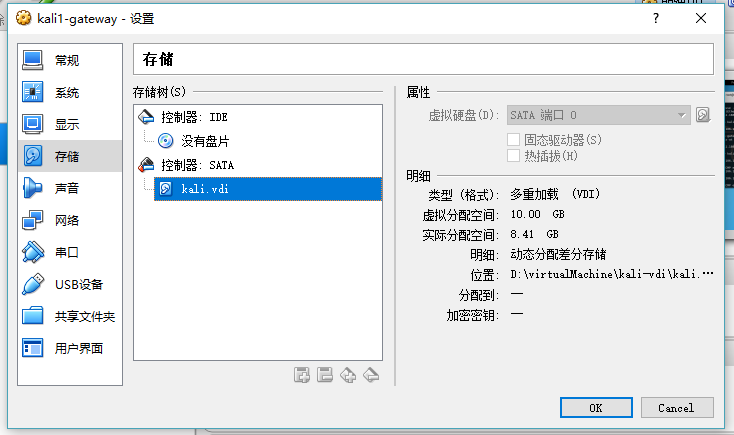 kali1-gateway - 设置
常规
系统
显示
存储
声音
网络
串口
USB设备
共享文件夹
用户界面
存储
存储树(S)
控制器: IDE
没有盘片
控制器: SATA
kali.vdi
属性
虚拟硬盘(D): SATA 端口 0
固态驱动器(S)
热插拔(H)
明细
类型 (格式): 多重加载 (VDI)
虚拟分配空间: 10.00 GB
实际分配空间: 8.41 GB
明细: 动态分配差分存储
位置: D:\virtualMachine\kali-vdi\kali.···
分配到: —
加密密钥: —
OK
Cancel